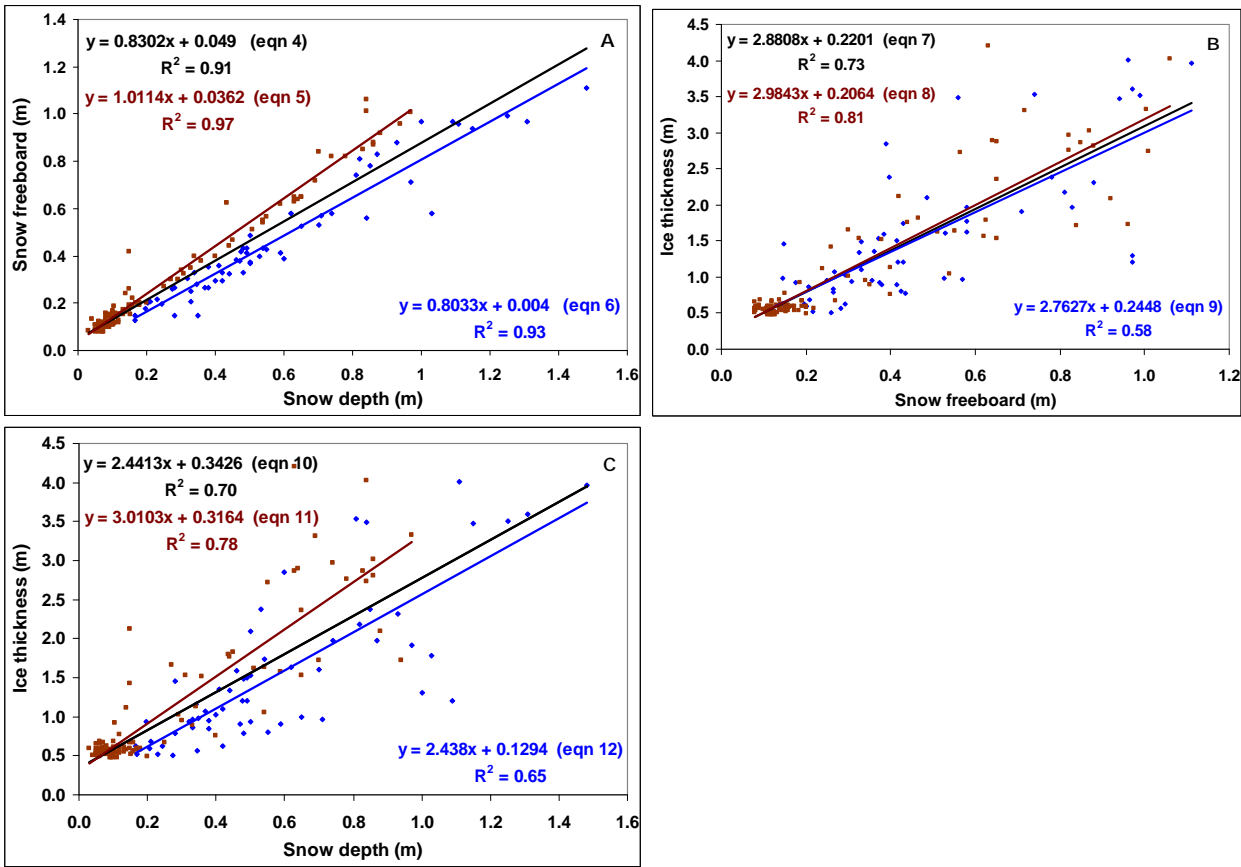 A
y = 0.8302x + 0.049 (eqn 4)
R² = 0.91
y = 1.0114x + 0.0362 (eqn 5)
R² = 0.97
y = 0.8033x + 0.004 (eqn 6)
R² = 0.93
Snow freeboard (m)
1.4
1.2
1.0
0.8
0.6
0.4
0.2
0.0
0 0.2 0.4 0.6 0.8 1 1.2 1.4 1.6
Snow depth (m)
B
y = 2.8808x + 0.2201 (eqn 7)
R² = 0.73
y = 2.9843x + 0.2064 (eqn 8)
R² = 0.81
y = 2.7627x + 0.2448 (eqn 9)
R² = 0.58
Ice thickness (m)
4.5
4.0
3.5
3.0
2.5
2.0
1.5
1.0
0.5
0.0
0.0 0.2 0.4 0.6 0.8 1.0 1.2
Snow freeboard (m)
C
y = 2.4413x + 0.3426 (eqn 10)
R² = 0.70
y = 3.0103x + 0.3164 (eqn 11)
R² = 0.78
y = 2.438x + 0.1294 (eqn 12)
R² = 0.65
Ice thickness (m)
4.5
4.0
3.5
3.0
2.5
2.0
1.5
1.0
0.5
0.0
0.0 0.2 0.4 0.6 0.8 1.0 1.2 1.4 1.6
Snow depth (m)